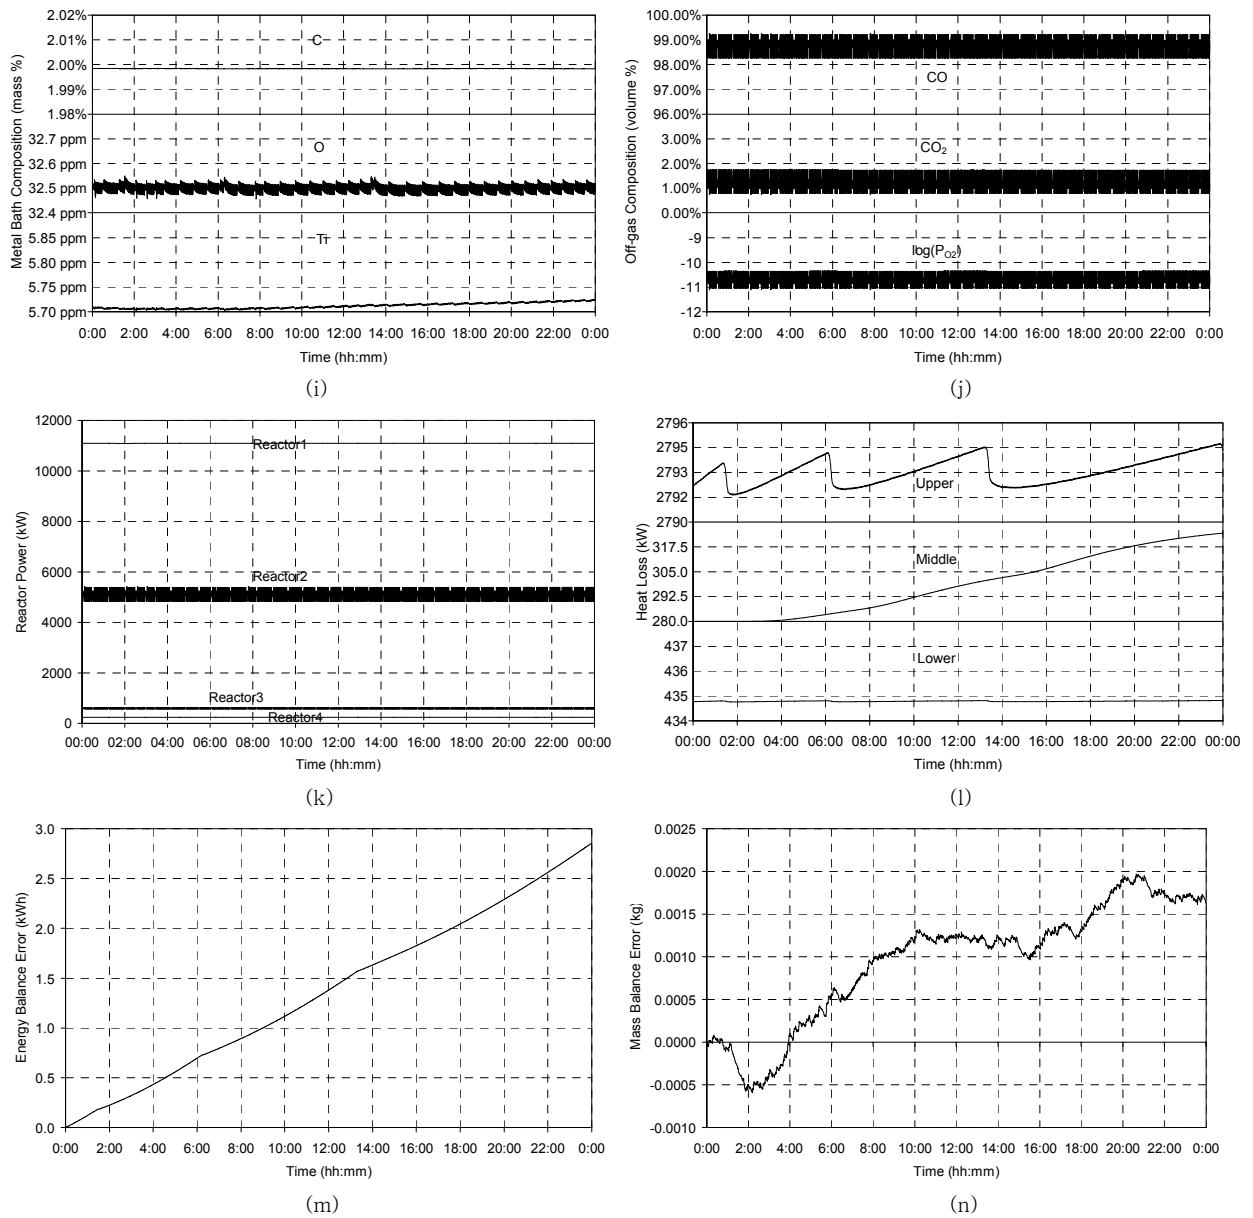 2.02%
2.01%
2.00%
1.99%
1.98%
32.7 ppm
32.6 ppm
32.5 ppm
32.4 ppm
5.85 ppm
5.80 ppm
5.75 ppm
5.70 ppm
Metal Bath Composition (mass %)
C
O
Ti
0:00 2:00 4:00 6:00 8:00 10:00 12:00 14:00 16:00 18:00 20:00 22:00 0:00
Time (hh:mm)
(i)
100.00%
99.00%
98.00%
97.00%
96.00%
3.00%
2.00%
1.00%
0.00%
-9
-10
-11
-12
Off-gas Composition (volume %)
CO
CO2
log(PO2)
0:00 2:00 4:00 6:00 8:00 10:00 12:00 14:00 16:00 18:00 20:00 22:00 0:00
Time (hh:mm)
(j)
12000
10000
8000
6000
4000
2000
0
Reactor Power (kW)
Reactor1
Reactor2
Reactor3
Reactor4
00:00 02:00 04:00 06:00 08:00 10:00 12:00 14:00 16:00 18:00 20:00 22:00 00:00
Time (hh:mm)
(k)
2796
2795
2793
2792
2790
317.5
305.0
292.5
280.0
437
436
435
434
Heat Loss (kW)
Upper
Middle
Lower
00:00 02:00 04:00 06:00 08:00 10:00 12:00 14:00 16:00 18:00 20:00 22:00 00:00
Time (hh:mm)
(l)
3.0
2.5
2.0
1.5
1.0
0.5
0.0
Energy Balance Error (kWh)
0:00 2:00 4:00 6:00 8:00 10:00 12:00 14:00 16:00 18:00 20:00 22:00 0:00
Time (hh:mm)
(m)
0.0025
0.0020
0.0015
0.0010
0.0005
0.0000
-0.0005
-0.0010
Mass Balance Error (kg)
0:00 2:00 4:00 6:00 8:00 10:00 12:00 14:00 16:00 18:00 20:00 22:00 0:00
Time (hh:mm)
(n)